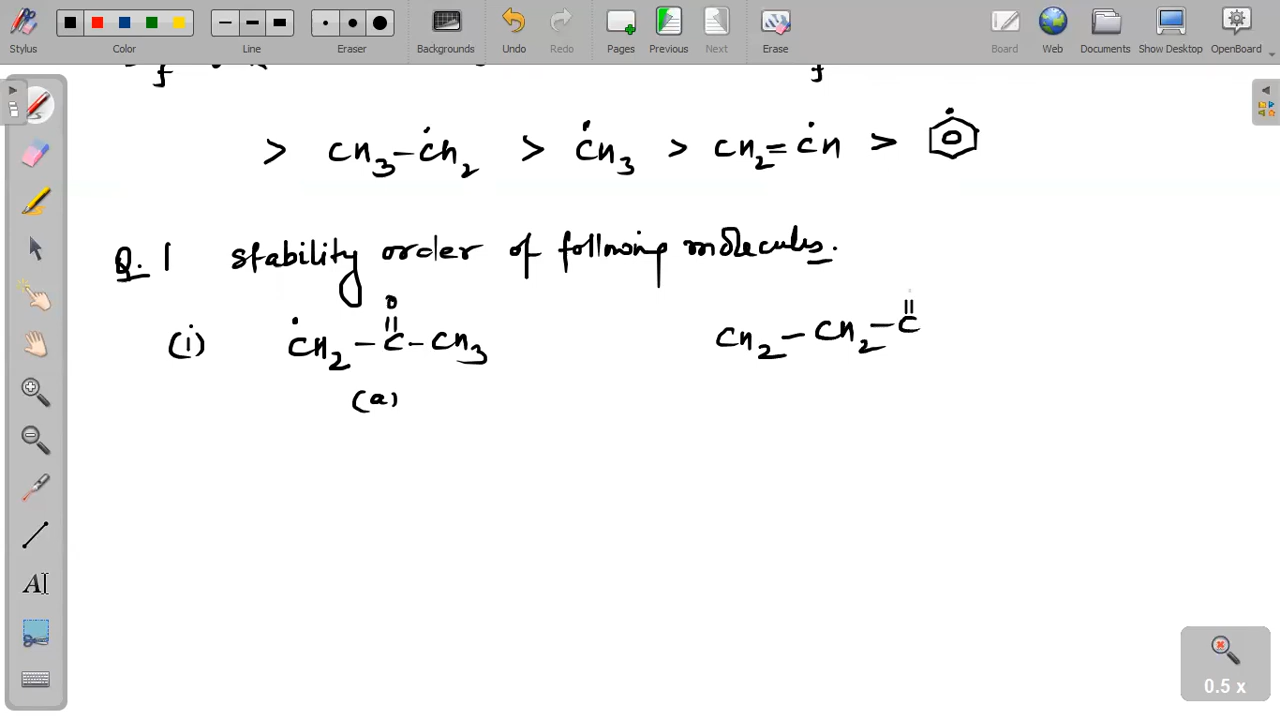 Stylus Color Line Eraser Backgrounds Undo Redo Pages Previous Next Erase Board Web Documents Show Desktop OpenBoard
> CH3–ĊH2 > ĊH3 > CH2=ĊH >
Q. 1 stability order of following molecules.
(i) ĊH2 – C(=O) – CH3 CH2 – CH2 – C=
(a)
0.5 x